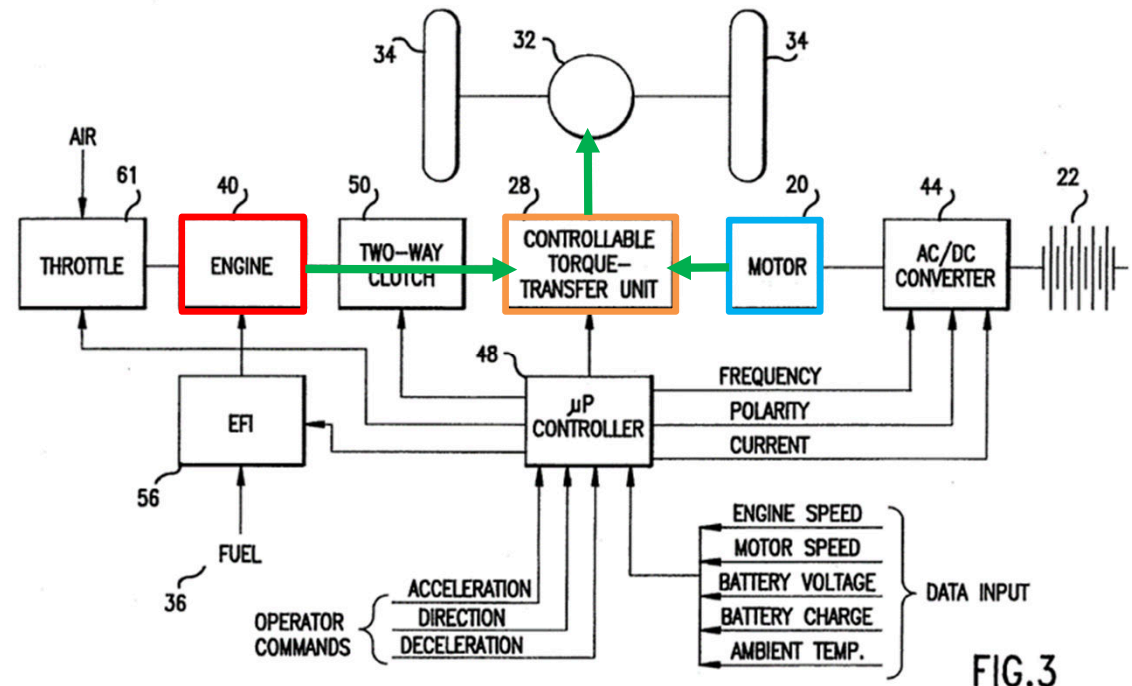 34
32
34
AIR
61
40
50
28
20
44
22
THROTTLE
ENGINE
TWO-WAY
CLUTCH
CONTROLLABLE
TORQUE-
TRANSFER UNIT
MOTOR
AC/DC
CONVERTER
48
EFI
56
µP
CONTROLLER
FREQUENCY
POLARITY
CURRENT
FUEL
36
OPERATOR
COMMANDS
ACCELERATION
DIRECTION
DECELERATION
ENGINE SPEED
MOTOR SPEED
BATTERY VOLTAGE
BATTERY CHARGE
AMBIENT TEMP.
DATA INPUT
FIG.3